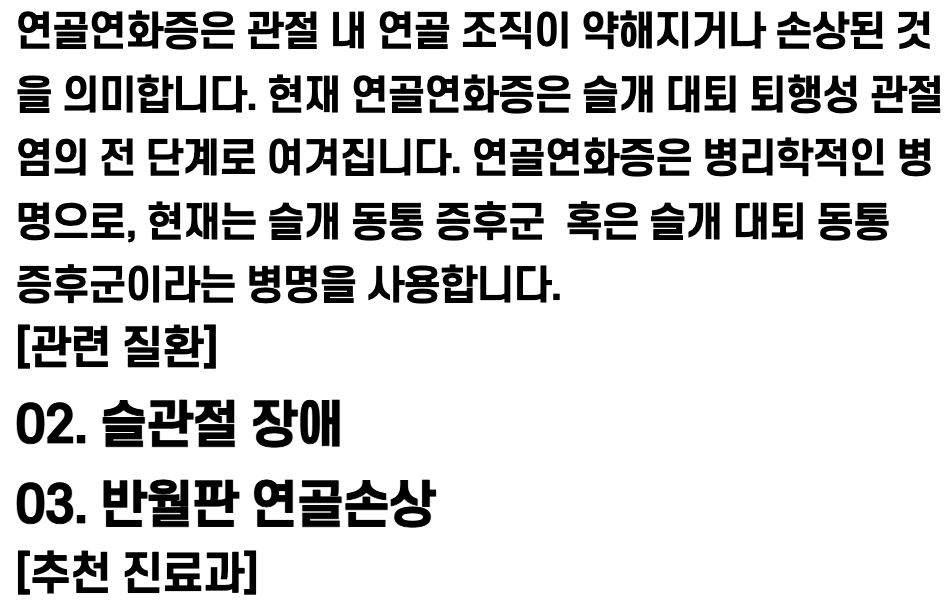 연골연화증은 관절 내 연골 조직이 약해지거나 손상된 것
을 의미합니다. 현재 연골연화증은 슬개 대퇴 퇴행성 관절
염의 전 단계로 여겨집니다. 연골연화증은 병리학적인 병
명으로, 현재는 슬개 동통 증후군  혹은 슬개 대퇴 동통
증후군이라는 병명을 사용합니다.
[관련 질환]
02. 슬관절 장애
03. 반월판 연골손상
[추천 진료과]